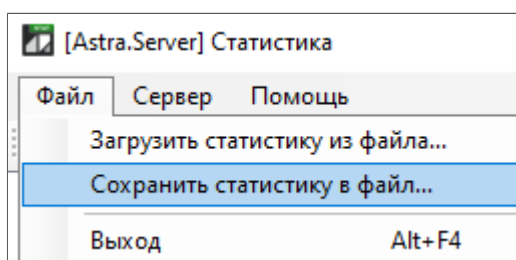 [Astra.Server] Статистика
Файл Сервер Помощь
Загрузить статистику из файла...
Сохранить статистику в файл...
Выход Alt+F4